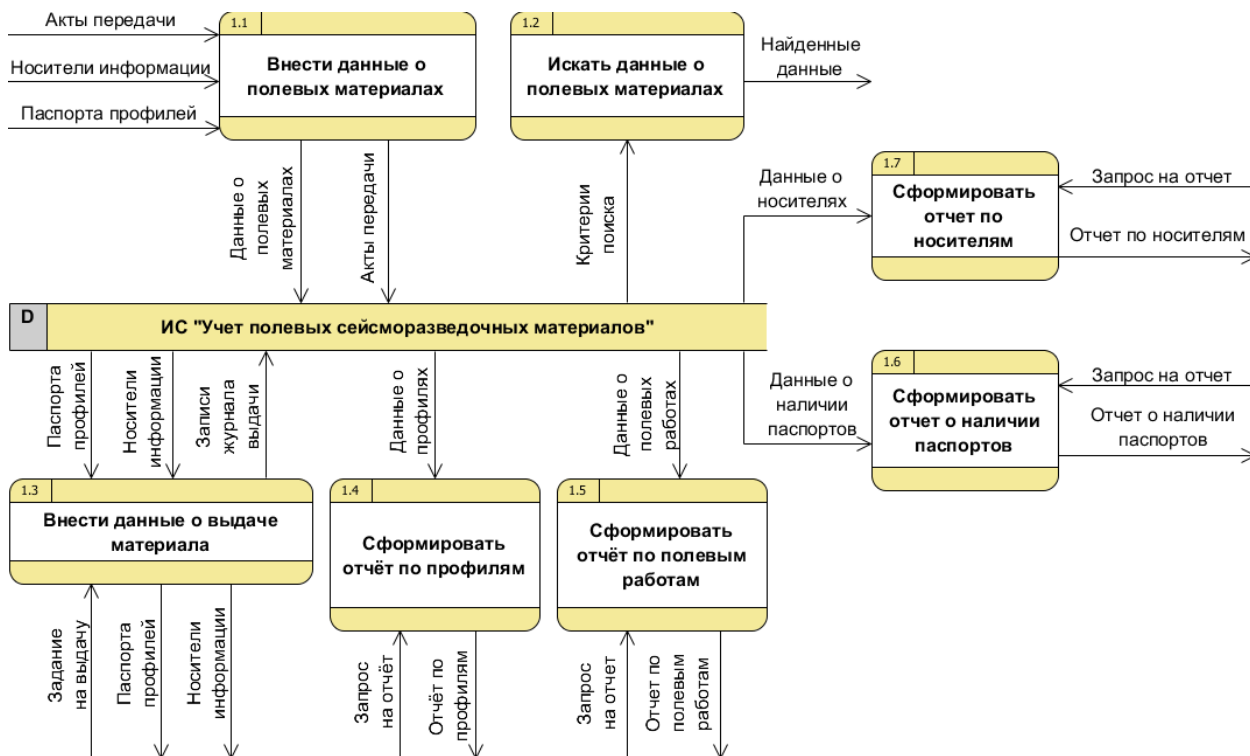 Акты передачи
Носители информации
Паспорта профилей
1.1
Внести данные о
полевых материалах
1.2
Искать данные о
полевых материалах
Найденные
данные
Данные о
полевых
материалах
Акты передачи
Критерии
поиска
Данные о
носителях
1.7
Сформировать
отчет по
носителям
Запрос на отчет
Отчет по носителям
D
ИС "Учет полевых сейсморазведочных материалов"
Паспорта
профилей
Носители
информации
Записи
журнала
выдачи
Данные о
профилях
Данные о
полевых
работах
Данные о
наличии
паспортов
1.6
Сформировать
отчет о наличии
паспортов
Запрос на отчет
Отчет о наличии
паспортов
1.3
Внести данные о выдаче
материала
1.4
Сформировать
отчёт по профилям
1.5
Сформировать
отчёт по полевым
работам
Задание
на выдачу
Паспорта
профилей
Носители
информации
Запрос
на отчёт
Отчёт по
профилям
Запрос
на отчет
Отчет по
полевым
работам